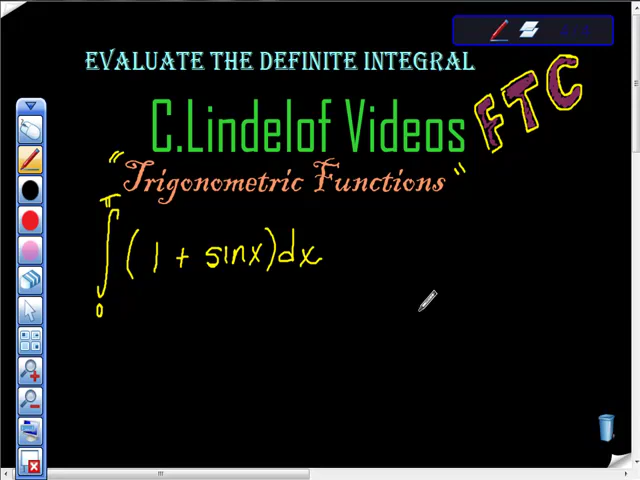 EVALUATE THE DEFINITE INTEGRAL
FTC
C.Lindelof Videos
"Trigonometric Functions"
π
∫ (1 + sinx)dx
0